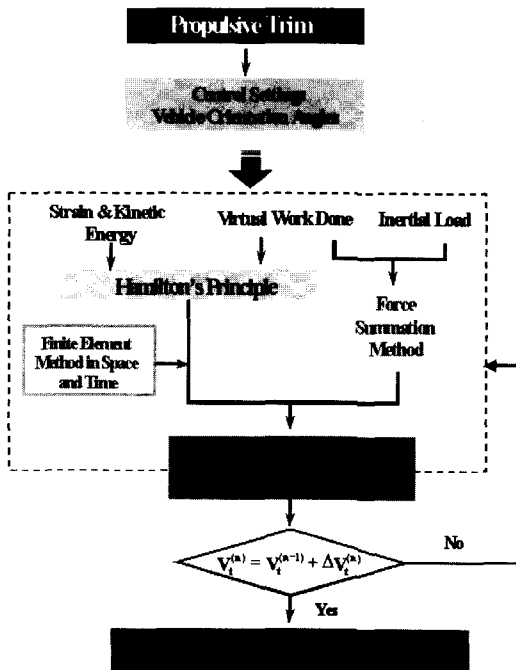 Propulsive Trim
Control Settings
Vehicle Orientation Angles
Strain & Kinetic
Energy
Virtual Work Done
Inertial Load
Hamilton's Principle
Force
Summation
Method
Finite Element
Method in Space
and Time
V_t^(n) = V_t^(n-1) + ΔV_t^(n)
No
Yes